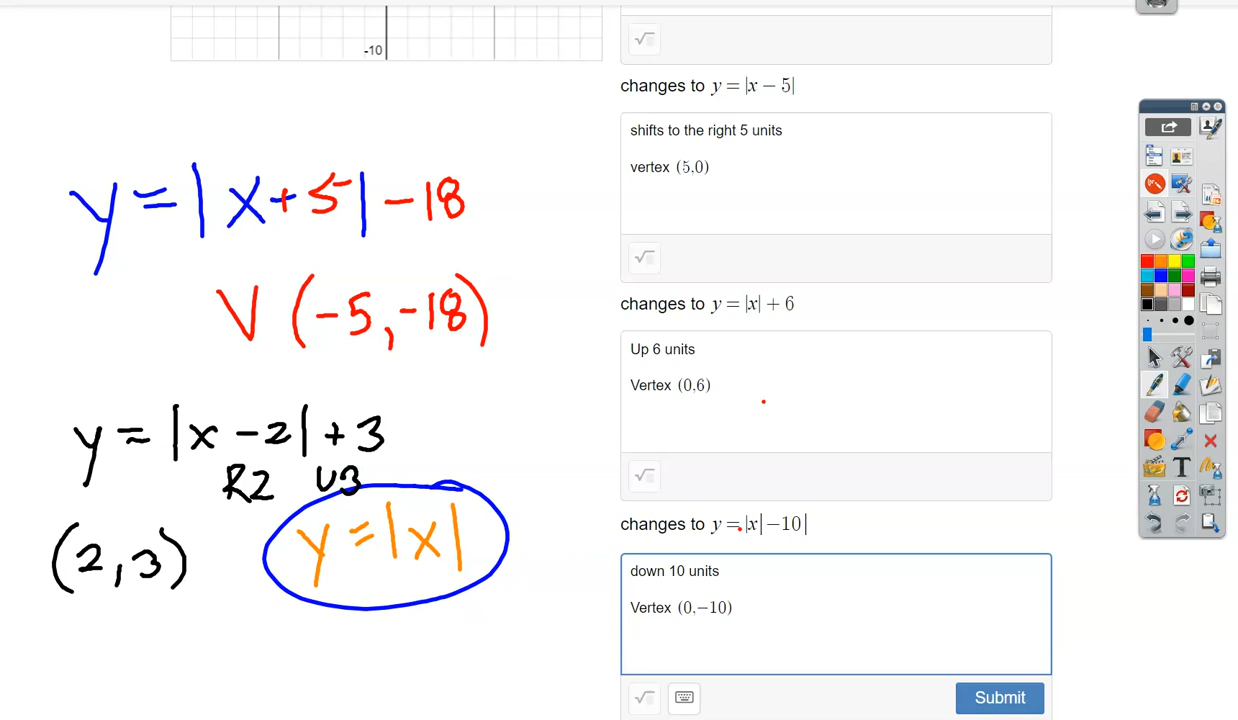 -10
changes to y = |x − 5|
shifts to the right 5 units
vertex (5,0)
changes to y = |x| + 6
Up 6 units
Vertex (0,6)
changes to y = |x| −10|
down 10 units
Vertex (0,−10)
Submit
y = |x + 5| − 18
V (−5, −18)
y = |x − 2| + 3
R2 U3
y = |x|
(2, 3)
T